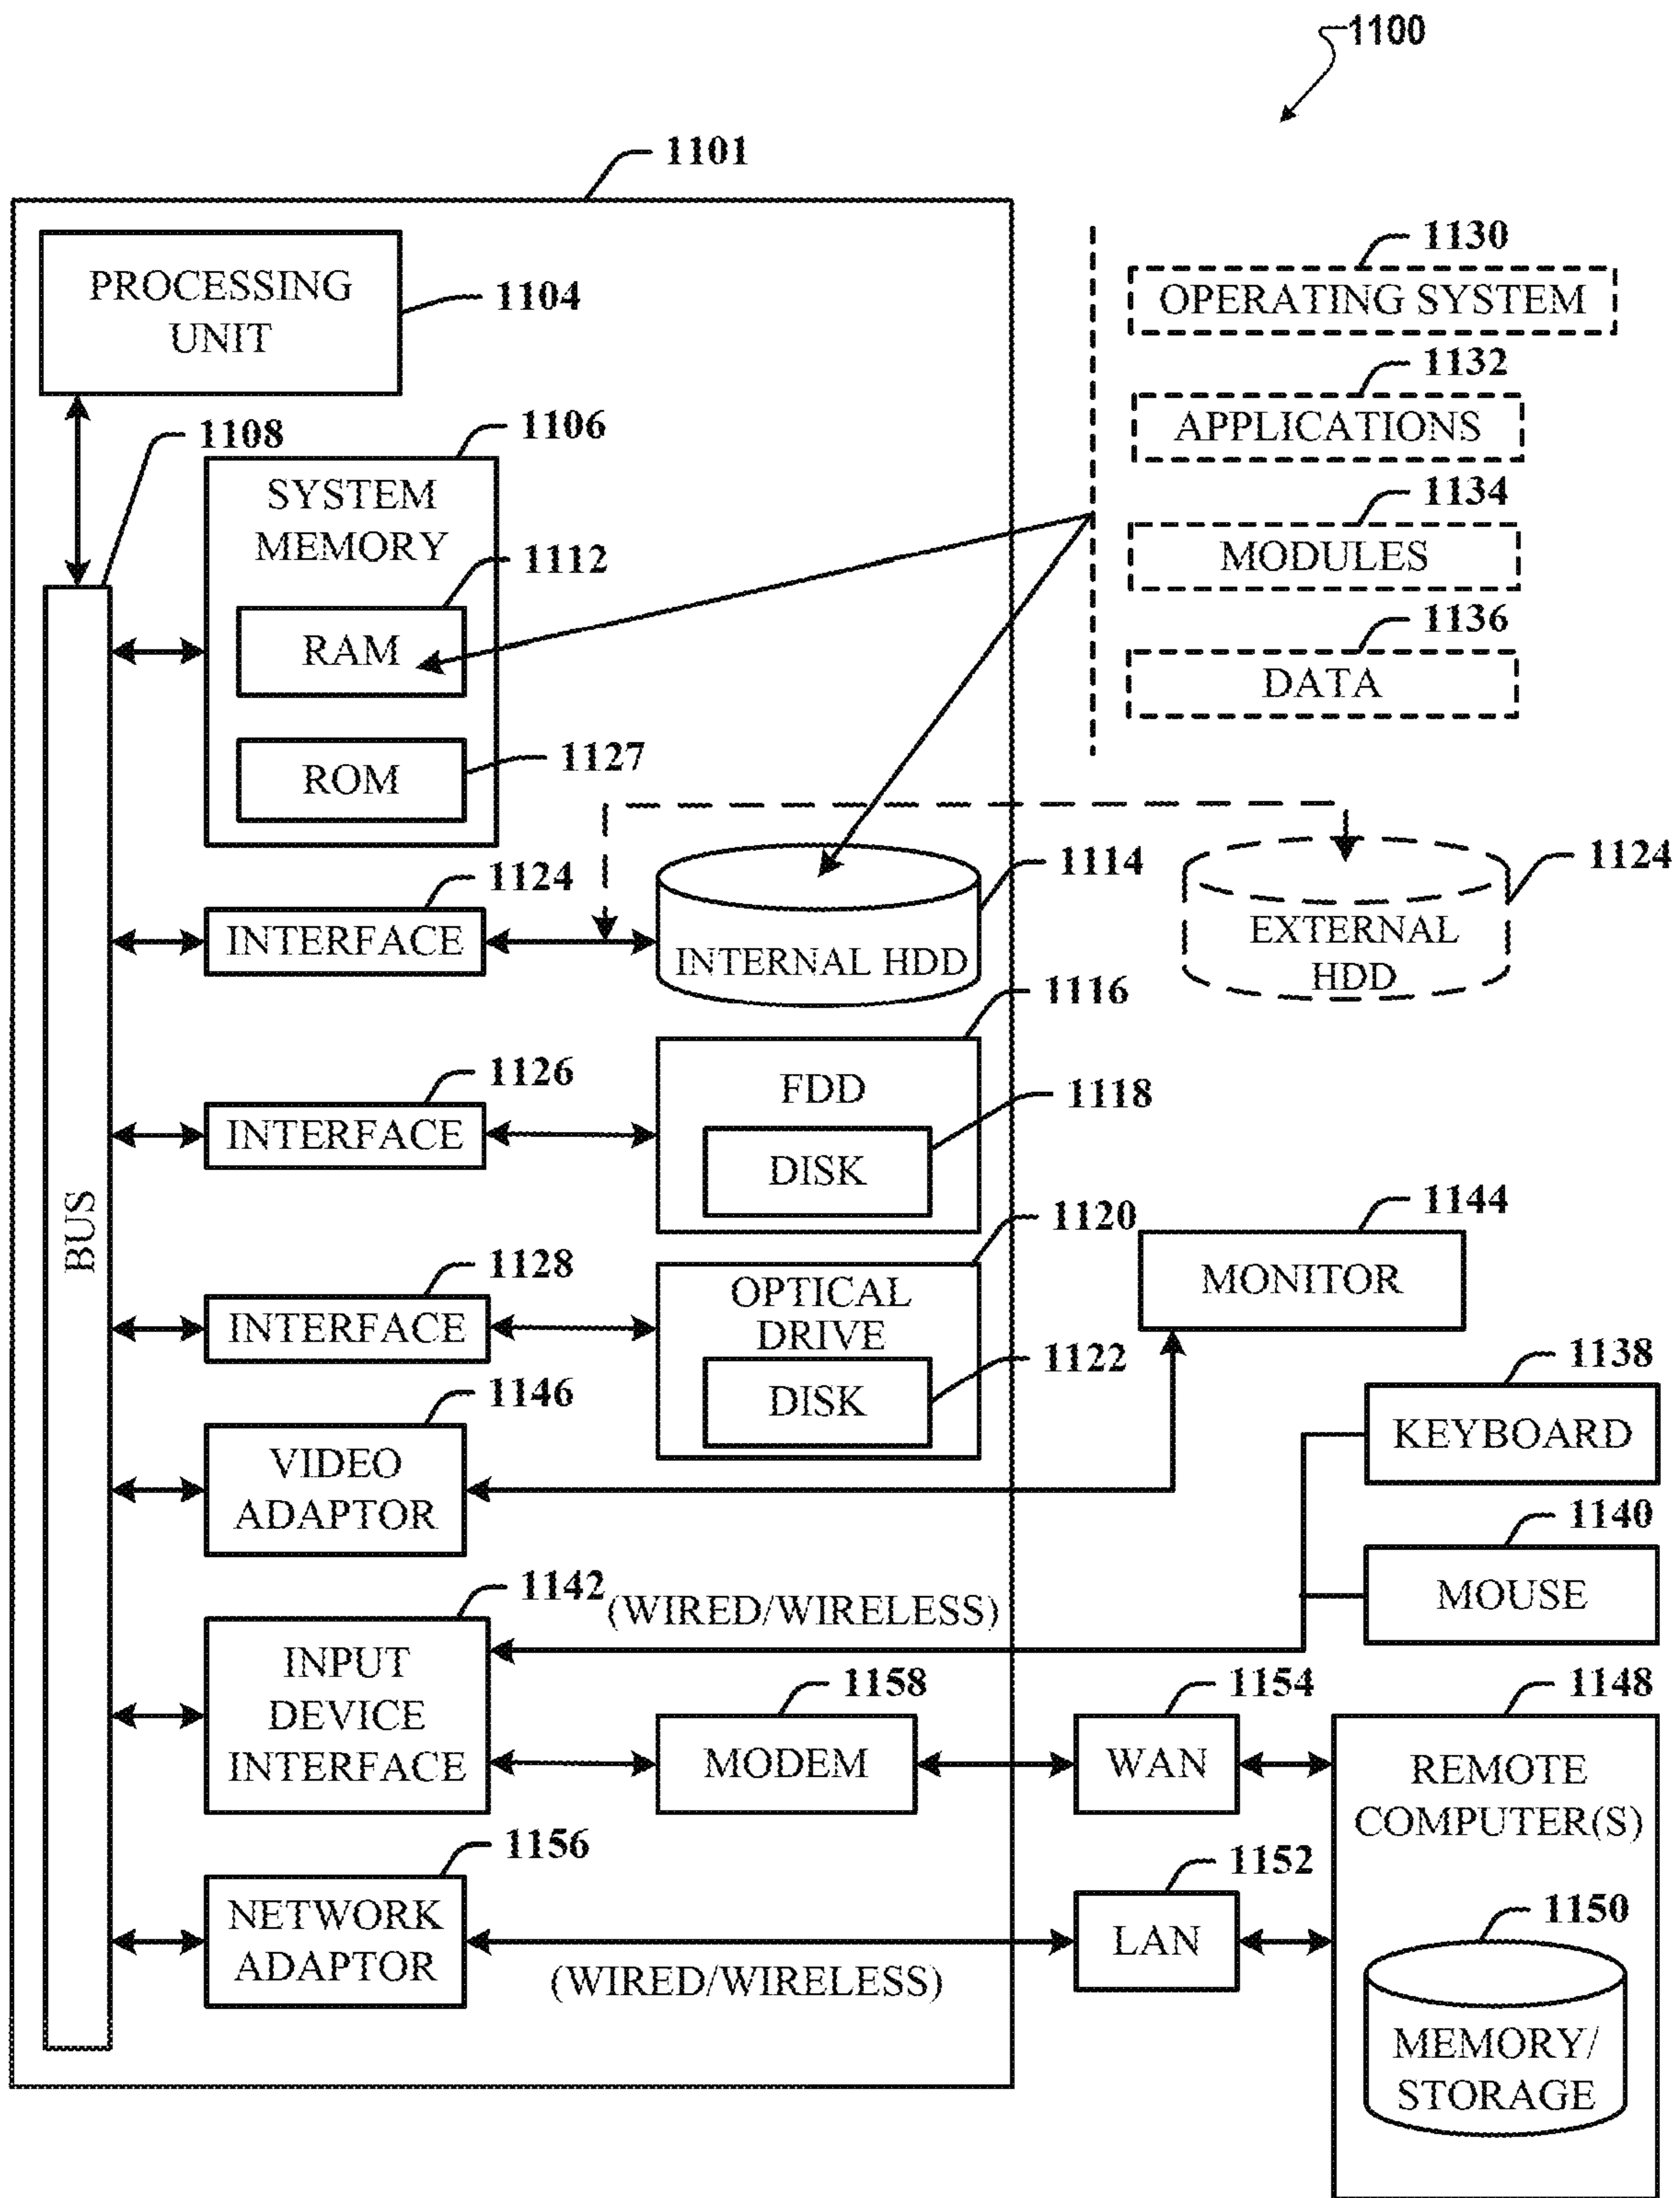 1100
1101
PROCESSING
UNIT
1104
1130
OPERATING SYSTEM
1132
APPLICATIONS
1134
MODULES
1136
DATA
1108
1106
SYSTEM
MEMORY
1112
RAM
1127
ROM
1124
INTERFACE
1114
INTERNAL HDD
1124
EXTERNAL
HDD
1116
FDD
1126
INTERFACE
1118
DISK
BUS
1120
OPTICAL
DRIVE
1128
INTERFACE
1122
DISK
1144
MONITOR
1146
VIDEO
ADAPTOR
1138
KEYBOARD
1140
MOUSE
1142
(WIRED/WIRELESS)
INPUT
DEVICE
INTERFACE
1158
MODEM
1154
WAN
1148
REMOTE
COMPUTER(S)
1156
NETWORK
ADAPTOR
(WIRED/WIRELESS)
1152
LAN
1150
MEMORY/
STORAGE